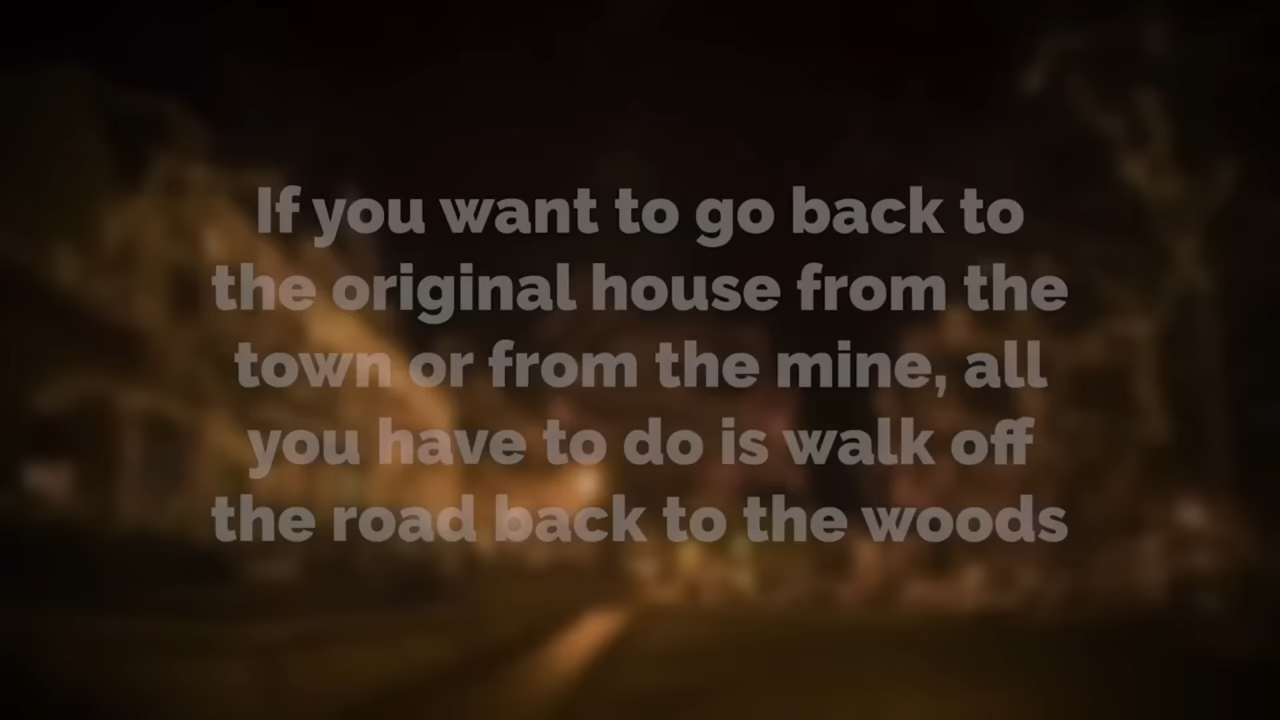 If you want to go back to
the original house from the
town or from the mine, all
you have to do is walk off
the road back to the woods